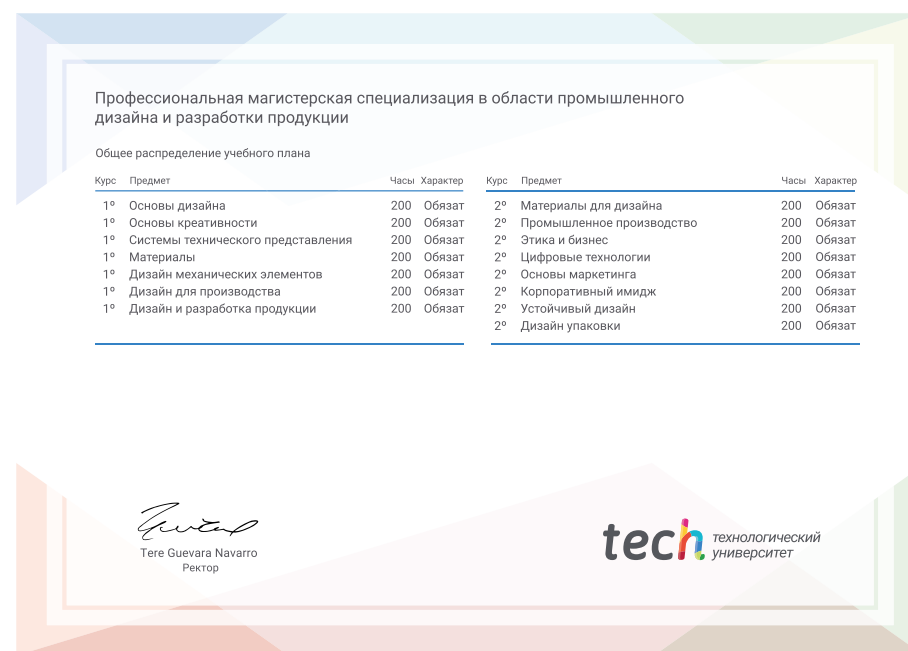 Профессиональная магистерская специализация в области промышленного
дизайна и разработки продукции
Общее распределение учебного плана
Курс Предмет Часы Характер
1º Основы дизайна 200 Обязат
1º Основы креативности 200 Обязат
1º Системы технического представления 200 Обязат
1º Материалы 200 Обязат
1º Дизайн механических элементов 200 Обязат
1º Дизайн для производства 200 Обязат
1º Дизайн и разработка продукции 200 Обязат
Курс Предмет Часы Характер
2º Материалы для дизайна 200 Обязат
2º Промышленное производство 200 Обязат
2º Этика и бизнес 200 Обязат
2º Цифровые технологии 200 Обязат
2º Основы маркетинга 200 Обязат
2º Корпоративный имидж 200 Обязат
2º Устойчивый дизайн 200 Обязат
2º Дизайн упаковки 200 Обязат
Tere Guevara Navarro
Ректор
tech технологический
университет